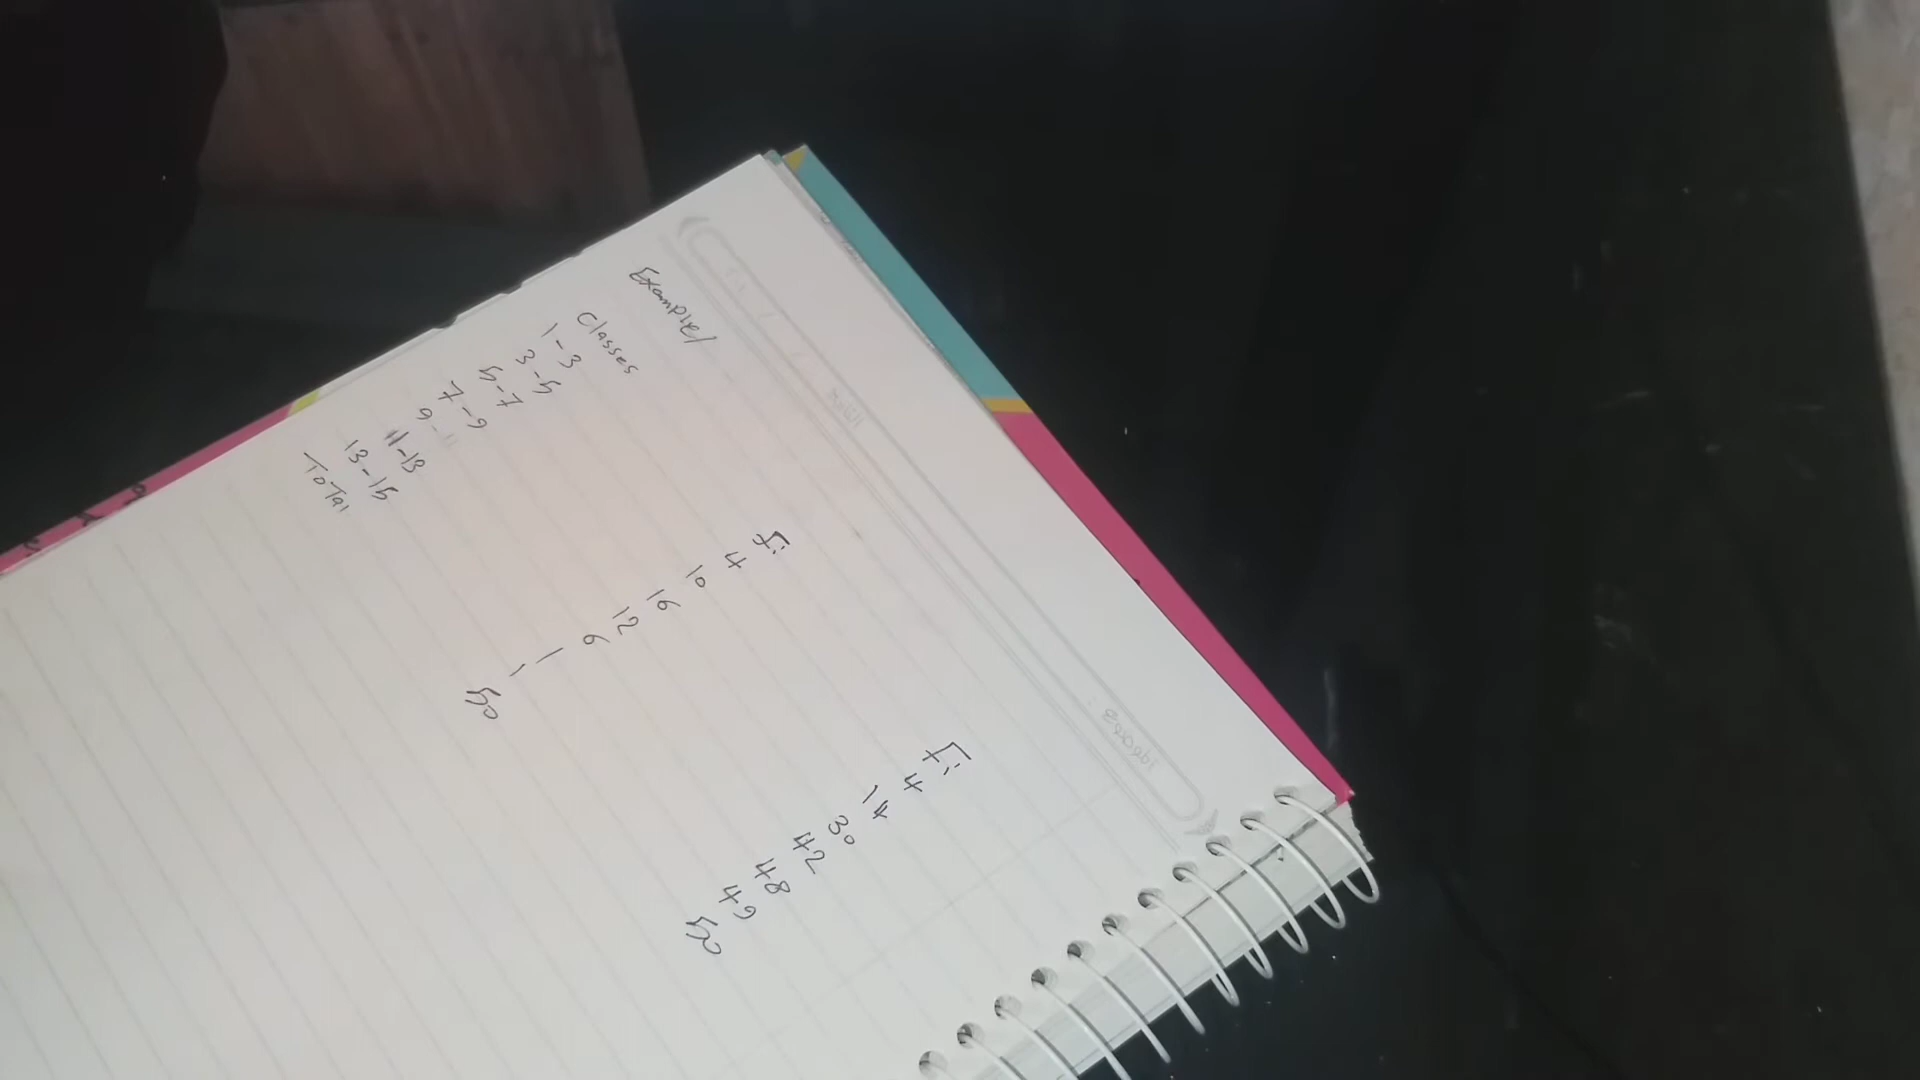 Example/
Classes fi Fi
1-3 4 4
3-5 10 14
5-7 16 30
7-9 12 42
9-11 6 48
11-13 1 49
13-15 1 50
Total 50